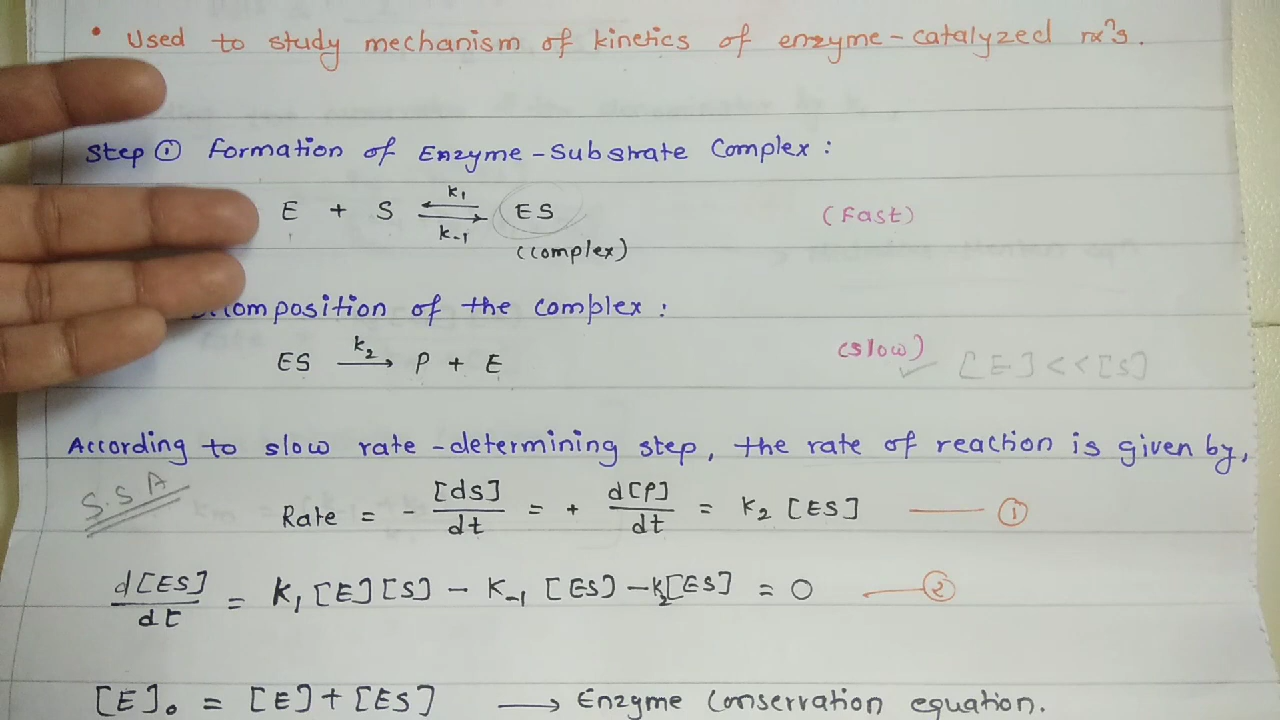 • Used to study mechanism of kinetics of enzyme-catalyzed rxⁿs.
Step ① Formation of Enzyme-Substrate Complex:
E + S ⇌ ES (Fast)
k₁
k₋₁
(complex)
composition of the complex:
ES →k₂ P + E (slow) ✓ [E]<<[S]
According to slow rate-determining step, the rate of reaction is given by,
S.S.A
Rate = - [ds]/dt = + d[P]/dt = k₂ [ES] —— ①
d[ES]/dt = k₁ [E][S] - k₋₁ [ES] - k₂[ES] = 0 —— ②
[E]₀ = [E] + [ES] → Enzyme Conservation equation.